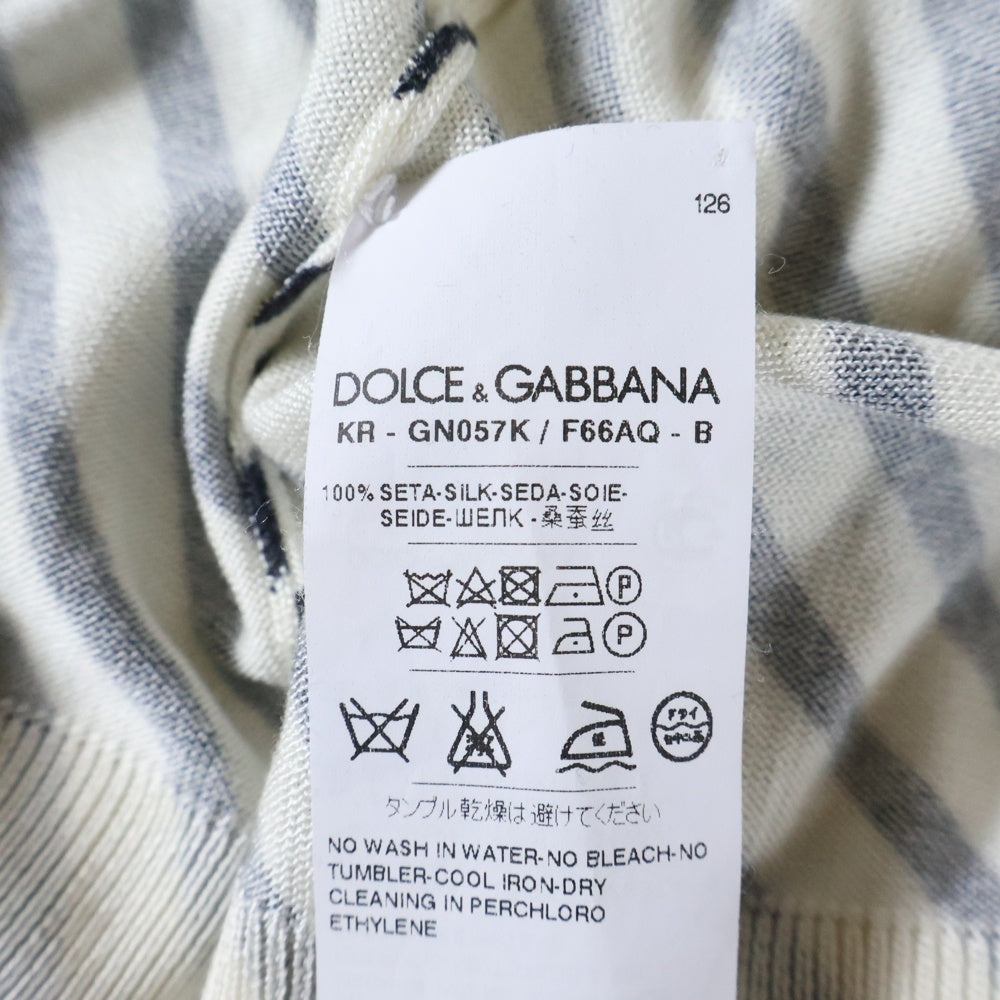 126
DOLCE & GABBANA
KR - GN057K / F66AQ - B
100% SETA-SILK-SEDA-SOIE-
SEIDE-ШЕЛК-桑蚕丝
P
P
ドライ
低
タンブル乾燥は避けてください
NO WASH IN WATER-NO BLEACH-NO
TUMBLER-COOL IRON-DRY
CLEANING IN PERCHLORO
ETHYLENE